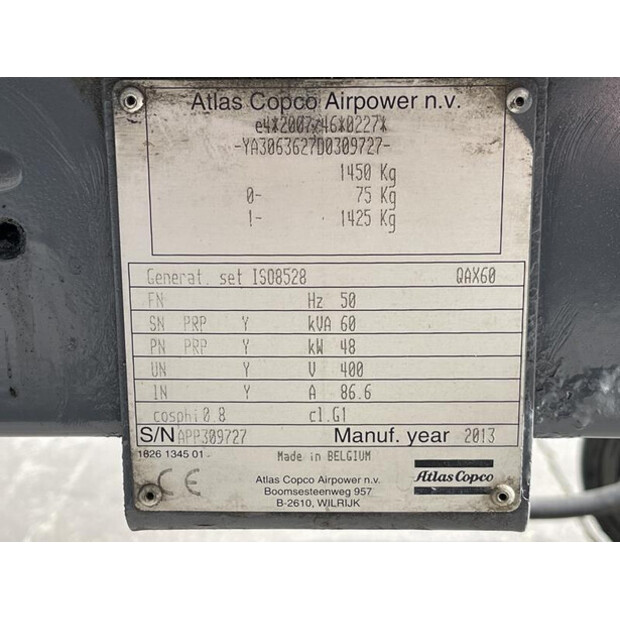 Atlas Copco Airpower n.v.
e4*2007/46*0227*
-YA3063627D0309727-
1450 Kg
0- 75 Kg
1- 1425 Kg
Generat. set ISO8528 QAX60
FN Hz 50
SN PRP Y kVA 60
PN PRP Y kW 48
UN Y V 400
IN Y A 86.6
cosphi 0.8 cl.G1
S/N APP309727 Manuf. year 2013
1626 1345 01 Made in BELGIUM
CE
Atlas Copco
Atlas Copco Airpower n.v.
Boomsesteenweg 957
B-2610, WILRIJK